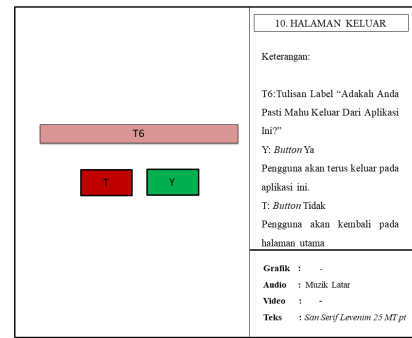 T6
T
Y
10. HALAMAN KELUAR
Keterangan:
T6:Tulisan Label “Adakah Anda
Pasti Mahu Keluar Dari Aplikasi
Ini?”
Y: Button Ya
Pengguna akan terus keluar pada
aplikasi ini.
T: Button Tidak
Pengguna akan kembali pada
halaman utama
Grafik : -
Audio : Muzik Latar
Video : -
Teks : San Serif Levenim 25 MT pt